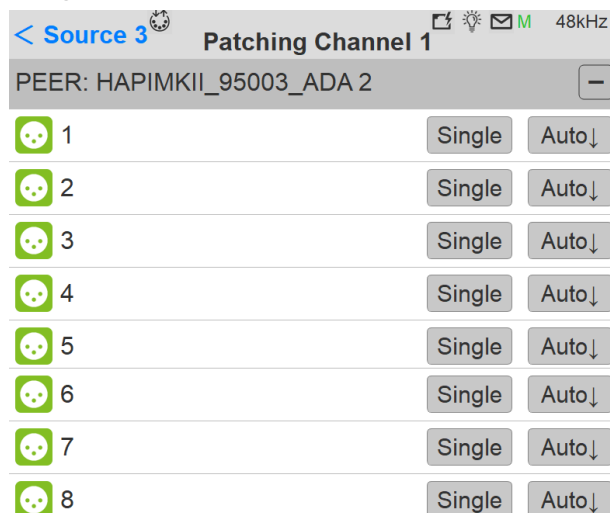 < Source 3 Patching Channel 1 M 48kHz
PEER: HAPIMKII_95003_ADA 2 −
1 Single Auto↓
2 Single Auto↓
3 Single Auto↓
4 Single Auto↓
5 Single Auto↓
6 Single Auto↓
7 Single Auto↓
8 Single Auto↓